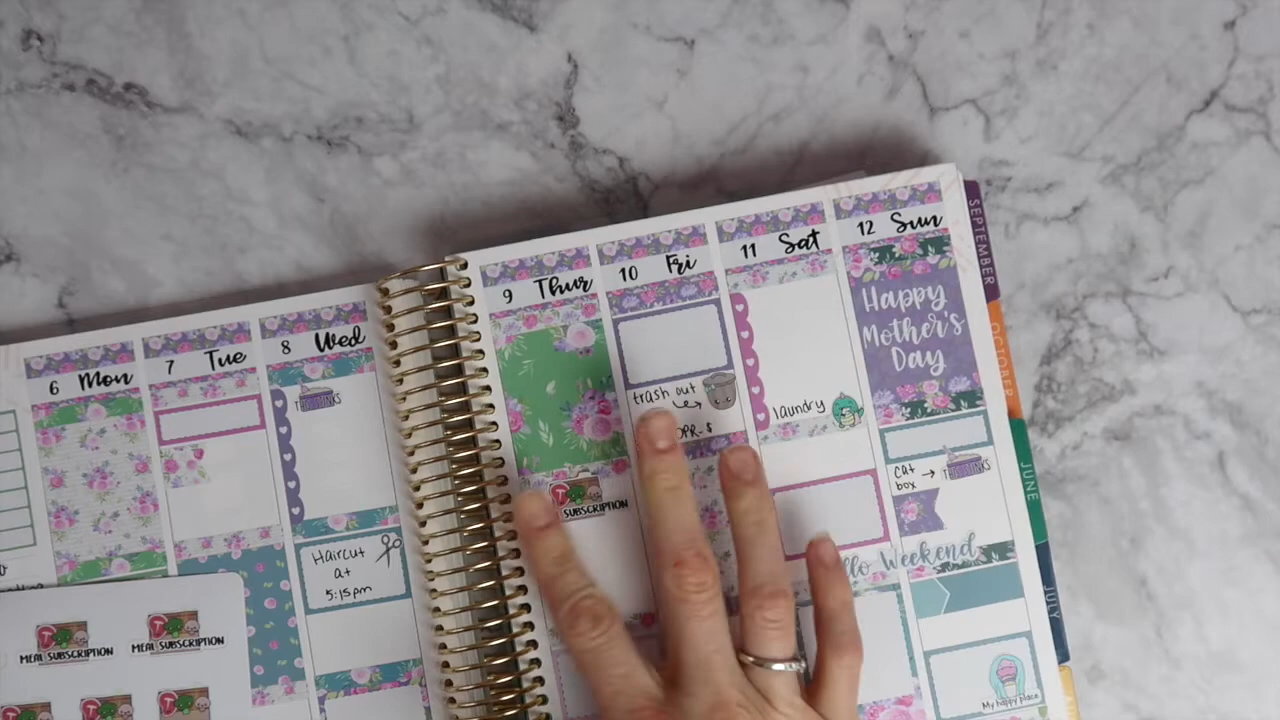 6 Mon
7 Tue
8 Wed
Haircut
at
5:15pm
MEAL SUBSCRIPTION
MEAL SUBSCRIPTION
9 Thur
SUBSCRIPTION
10 Fri
trash out
11 Sat
laundry
12 Sun
Happy
Mother's
Day
cat
box
Weekend
My happy place
SEPTEMBER
OCTOBER
JUNE
JULY